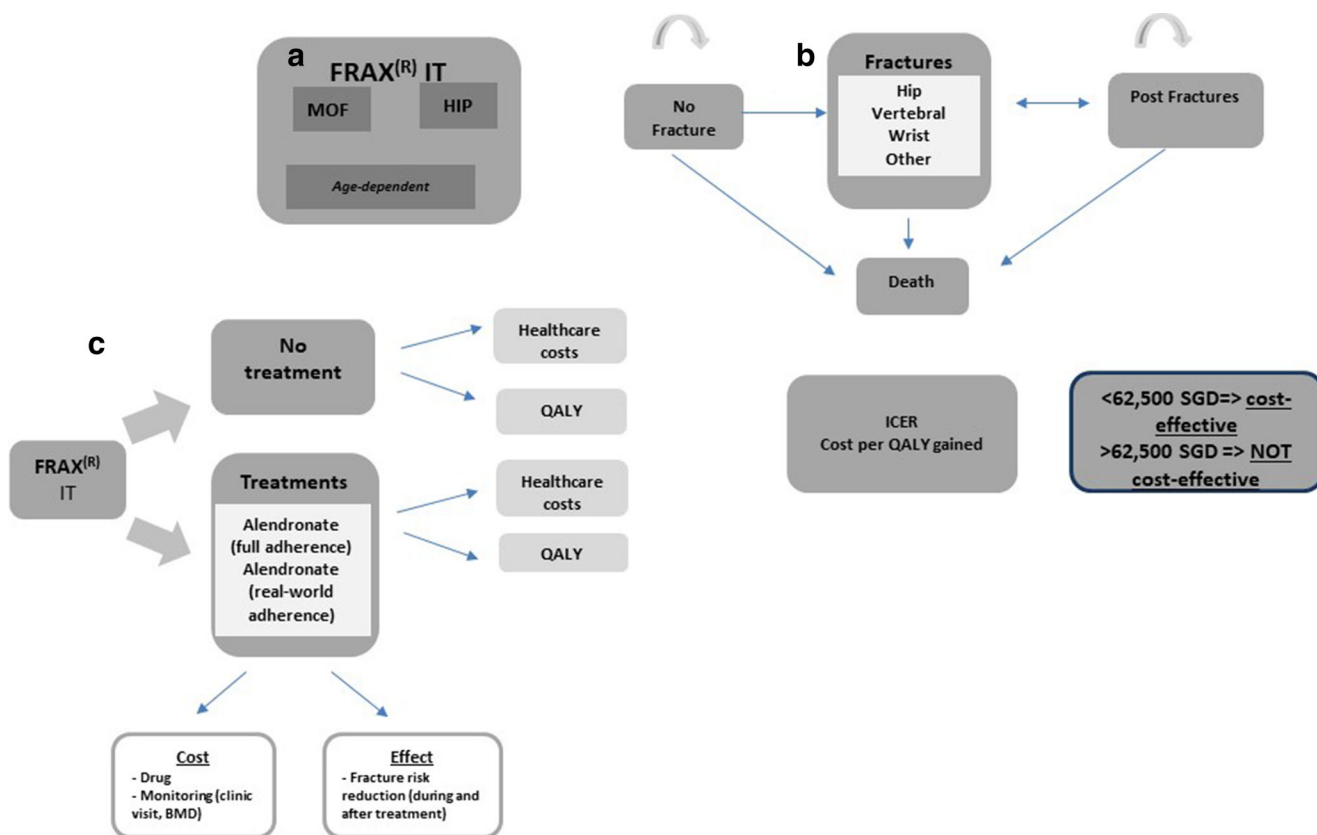 a
FRAX(R) IT
MOF
HIP
Age-dependent
b
No
Fracture
Fractures
Hip
Vertebral
Wrist
Other
Post Fractures
Death
c
FRAX(R)
IT
No
treatment
Healthcare
costs
QALY
Treatments
Alendronate
(full adherence)
Alendronate
(real-world
adherence)
Healthcare
costs
QALY
Cost
- Drug
- Monitoring (clinic
visit, BMD)
Effect
- Fracture risk
reduction (during and
after treatment)
ICER
Cost per QALY gained
<62,500 SGD=> cost-
effective
>62,500 SGD => NOT
cost-effective